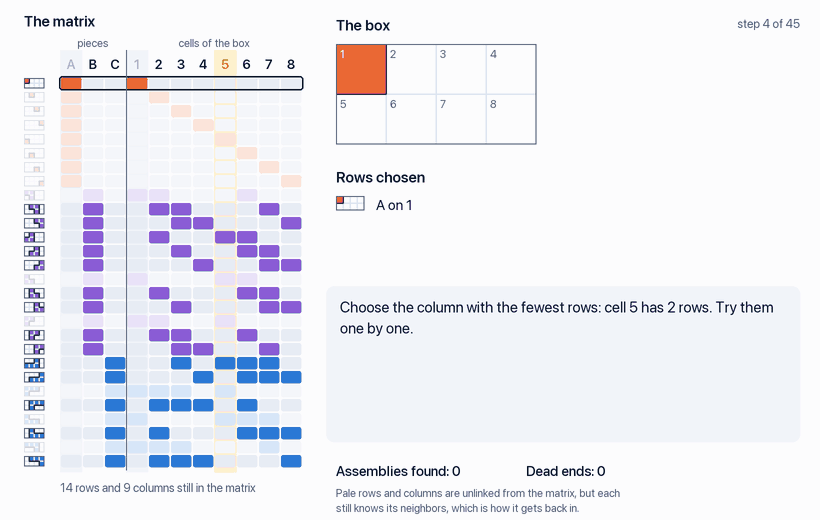 The matrix
pieces
cells of the box
A B C 1 2 3 4 5 6 7 8
14 rows and 9 columns still in the matrix
The box
step 4 of 45
1 2 3 4
5 6 7 8
Rows chosen
A on 1
Choose the column with the fewest rows: cell 5 has 2 rows. Try them
one by one.
Assemblies found: 0
Dead ends: 0
Pale rows and columns are unlinked from the matrix, but each
still knows its neighbors, which is how it gets back in.